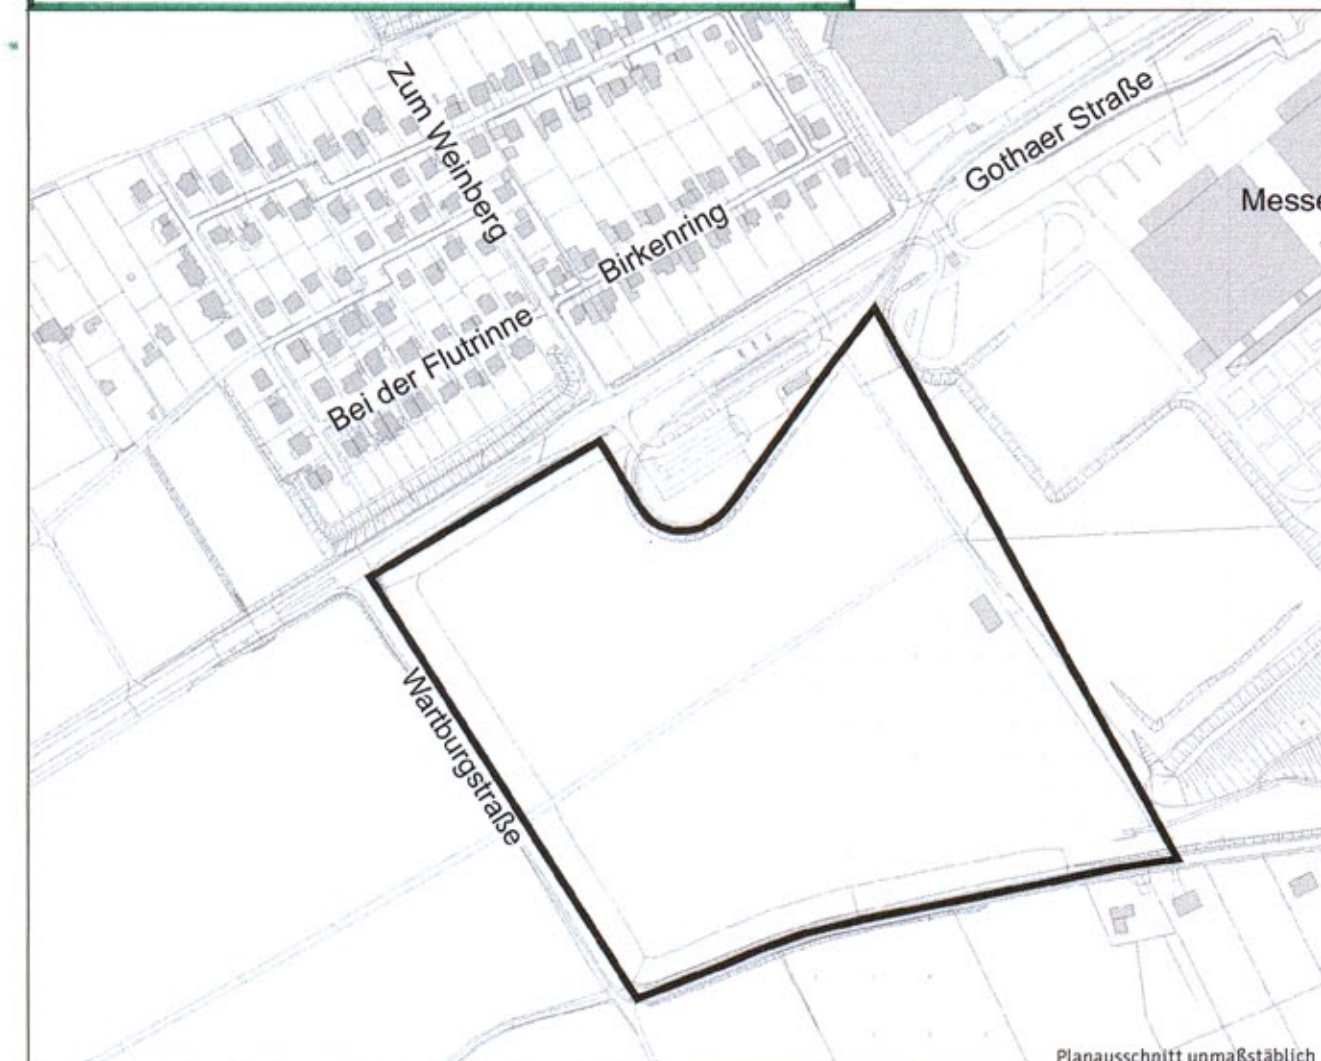 Zum Weinberg
Gothaer Straße
Messe
Birkenring
Bei der Flutrinne
Wartburgstraße
Planausschnitt unmaßstäblich